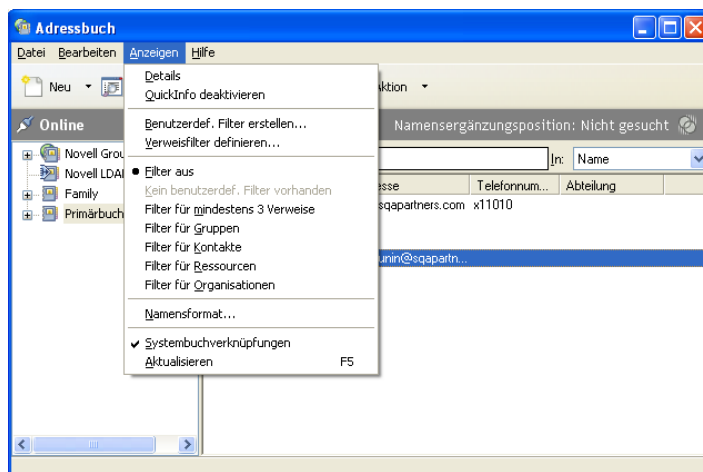 Adressbuch
Datei Bearbeiten Anzeigen Hilfe
Neu
Aktion
Online
Namensergänzungsposition: Nicht gesucht
Details
QuickInfo deaktivieren
Benutzerdef. Filter erstellen...
Verweisfilter definieren...
Filter aus
Kein benutzerdef. Filter vorhanden
Filter für mindestens 3 Verweise
Filter für Gruppen
Filter für Kontakte
Filter für Ressourcen
Filter für Organisationen
Namensformat...
Systembuchverknüpfungen
Aktualisieren F5
Novell Grou
Novell LDA
Family
Primärbuch
In: Name
esse Telefonnum... Abteilung
sqapartners.com x11010
unin@sqapartn...